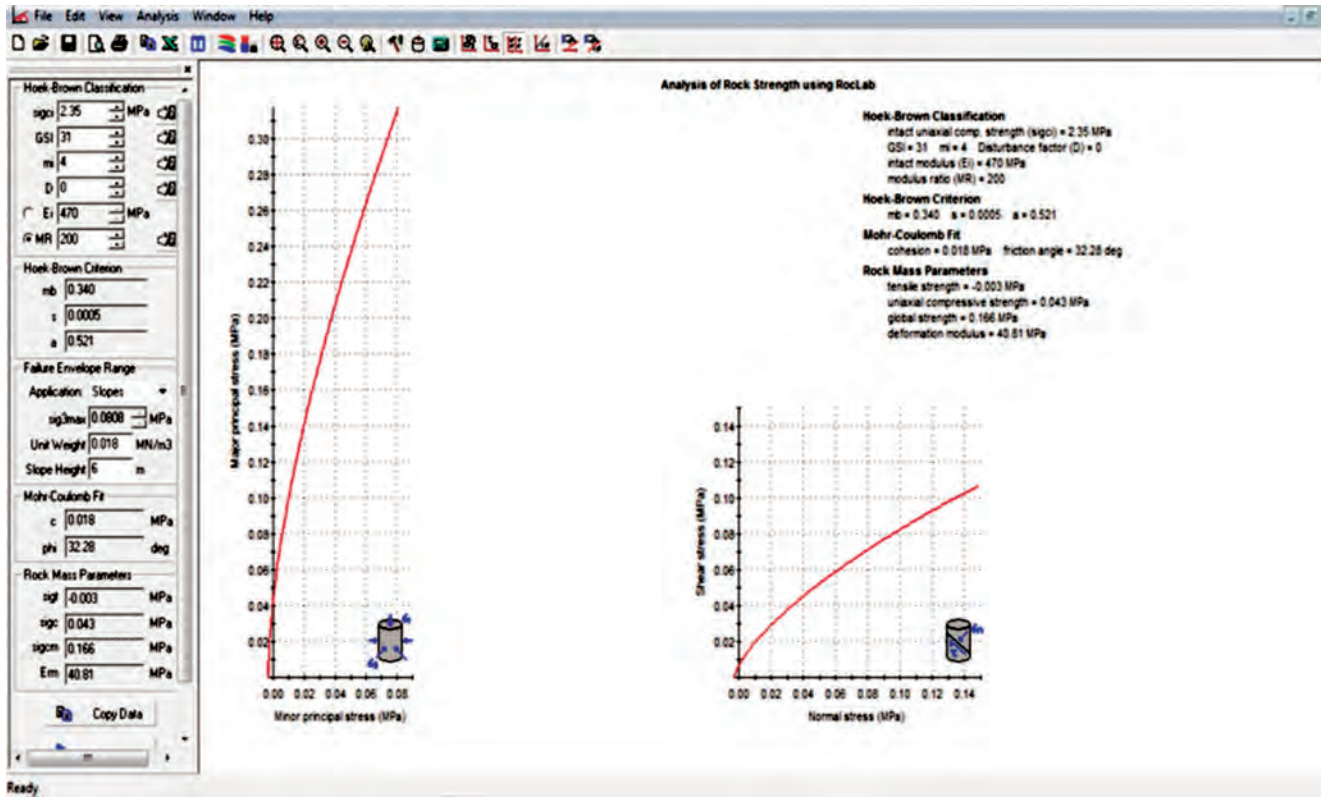 File Edit View Analysis Window Help
Hoek-Brown Classification
sigci 2.35 MPa
GSI 31
mi 4
D 0
Ei 470 MPa
MR 200
Hoek-Brown Criterion
mb 0.340
s 0.0005
a 0.521
Failure Envelope Range
Application: Slopes
sig3max 0.0808 MPa
Unit Weight 0.018 MN/m3
Slope Height 6 m
Mohr-Coulomb Fit
c 0.018 MPa
phi 32.28 deg
Rock Mass Parameters
sigt -0.003 MPa
sigc 0.043 MPa
sigcm 0.166 MPa
Em 40.81 MPa
Copy Data
Ready
Analysis of Rock Strength using RocLab
Hoek-Brown Classification
intact uniaxial comp. strength (sigci) = 2.35 MPa
GSI = 31 mi = 4 Disturbance factor (D) = 0
intact modulus (Ei) = 470 MPa
modulus ratio (MR) = 200
Hoek-Brown Criterion
mb = 0.340 s = 0.0005 a = 0.521
Mohr-Coulomb Fit
cohesion = 0.018 MPa friction angle = 32.28 deg
Rock Mass Parameters
tensile strength = -0.003 MPa
uniaxial compressive strength = 0.043 MPa
global strength = 0.166 MPa
deformation modulus = 40.81 MPa
Major principal stress (MPa)
0.30
0.28
0.26
0.24
0.22
0.20
0.18
0.16
0.14
0.12
0.10
0.08
0.06
0.04
0.02
0.00 0.02 0.04 0.06 0.08
Minor principal stress (MPa)
Shear stress (MPa)
0.14
0.12
0.10
0.08
0.06
0.04
0.02
0.00 0.02 0.04 0.06 0.08 0.10 0.12 0.14
Normal stress (MPa)